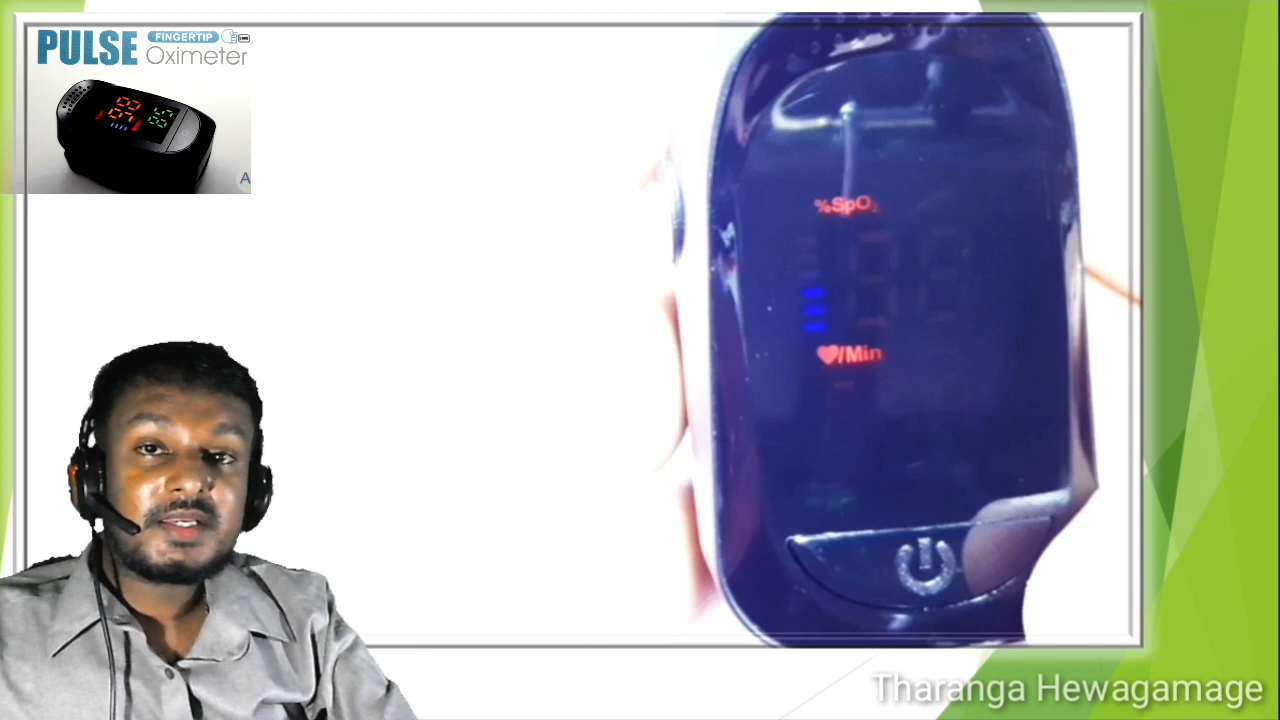 PULSE
FINGERTIP
Oximeter
A
%SpO₂
♥/Min
Tharanga Hewagamage